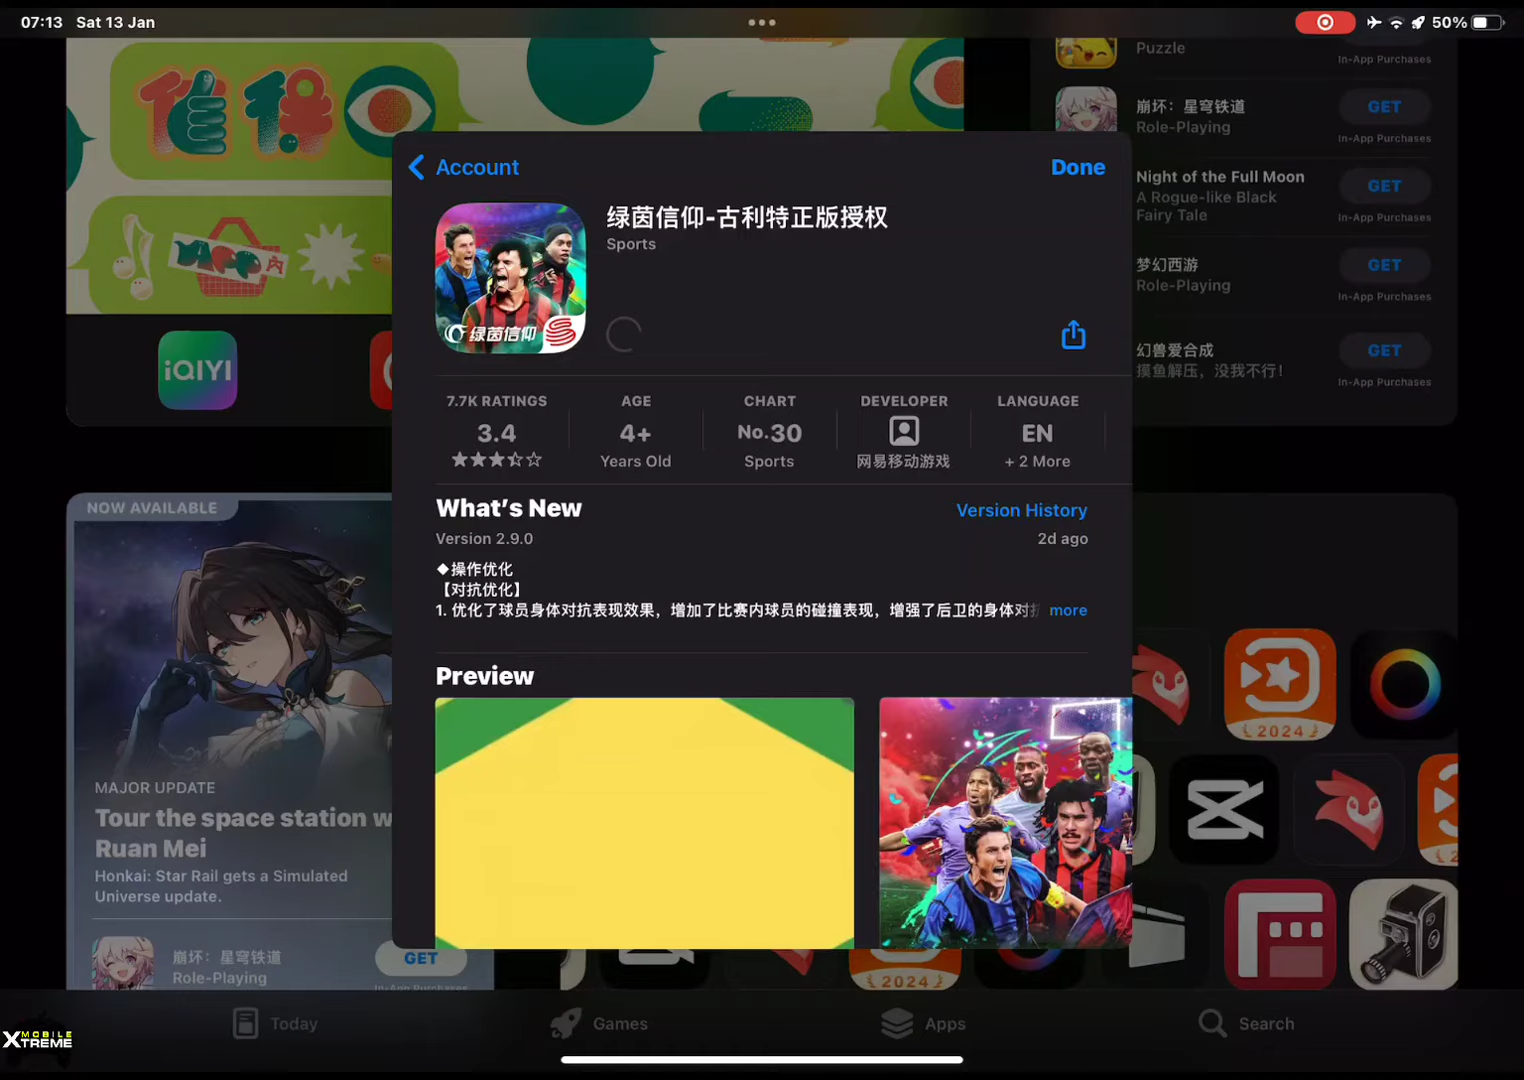 07:13 Sat 13 Jan
50%
信 得
APP内
iQIYI
Puzzle
In-App Purchases
崩坏：星穹铁道
Role-Playing
GET
In-App Purchases
Night of the Full Moon
A Rogue-like Black
Fairy Tale
GET
In-App Purchases
梦幻西游
Role-Playing
GET
In-App Purchases
幻兽爱合成
摸鱼解压，没我不行！
GET
In-App Purchases
Account
Done
绿茵信仰-古利特正版授权
Sports
绿茵信仰
7.7K RATINGS
3.4
AGE
4+
Years Old
CHART
No.30
Sports
DEVELOPER
网易移动游戏
LANGUAGE
EN
+ 2 More
What's New
Version History
Version 2.9.0
2d ago
◆操作优化
【对抗优化】
1. 优化了球员身体对抗表现效果，增加了比赛内球员的碰撞表现，增强了后卫的身体对抗 more
Preview
NOW AVAILABLE
MAJOR UPDATE
Tour the space station w
Ruan Mei
Honkai: Star Rail gets a Simulated
Universe update.
崩坏：星穹铁道
Role-Playing
GET
In-App Purchases
2024
2024
Today
Games
Apps
Search
MOBILE
XTREME